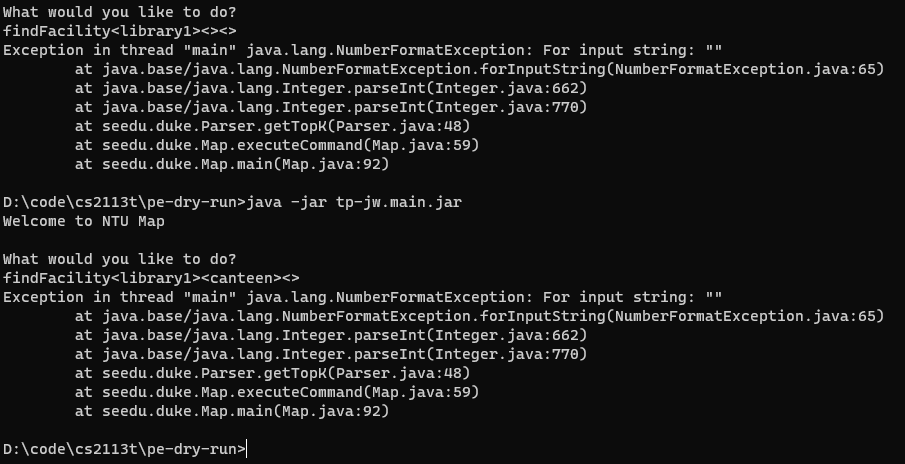 What would you like to do?
findFacility<library1><><>
Exception in thread "main" java.lang.NumberFormatException: For input string: ""
        at java.base/java.lang.NumberFormatException.forInputString(NumberFormatException.java:65)
        at java.base/java.lang.Integer.parseInt(Integer.java:662)
        at java.base/java.lang.Integer.parseInt(Integer.java:770)
        at seedu.duke.Parser.getTopK(Parser.java:48)
        at seedu.duke.Map.executeCommand(Map.java:59)
        at seedu.duke.Map.main(Map.java:92)

D:\code\cs2113t\pe-dry-run>java -jar tp-jw.main.jar
Welcome to NTU Map

What would you like to do?
findFacility<library1><canteen><>
Exception in thread "main" java.lang.NumberFormatException: For input string: ""
        at java.base/java.lang.NumberFormatException.forInputString(NumberFormatException.java:65)
        at java.base/java.lang.Integer.parseInt(Integer.java:662)
        at java.base/java.lang.Integer.parseInt(Integer.java:770)
        at seedu.duke.Parser.getTopK(Parser.java:48)
        at seedu.duke.Map.executeCommand(Map.java:59)
        at seedu.duke.Map.main(Map.java:92)

D:\code\cs2113t\pe-dry-run>